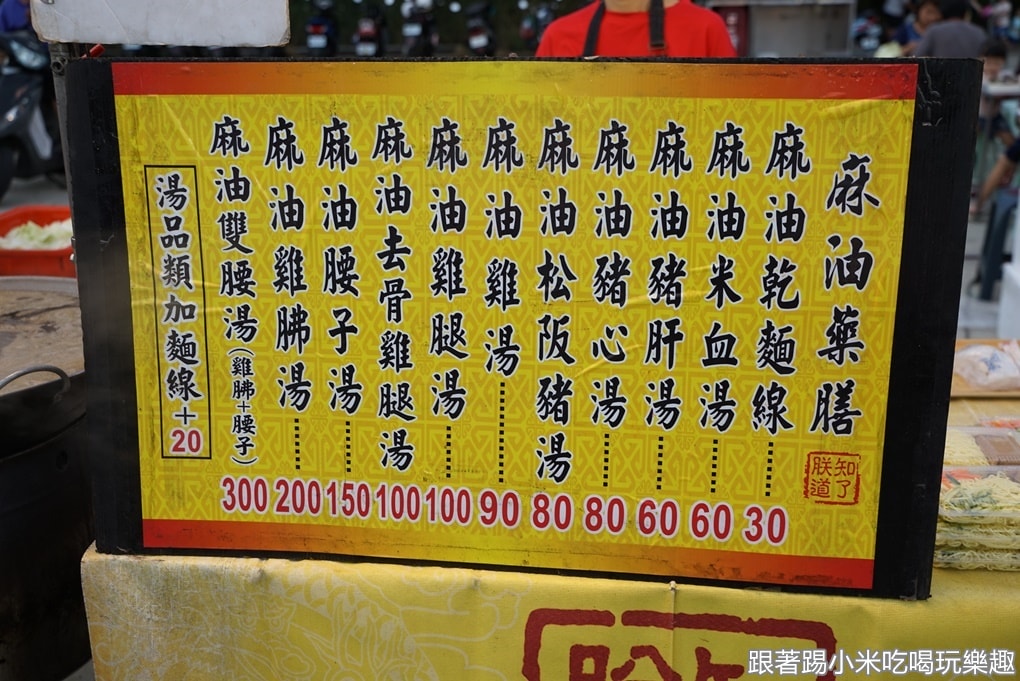 麻油藥膳
朕知道了
麻油乾麵線 30
麻油米血湯 60
麻油豬肝湯 60
麻油豬心湯 80
麻油松阪豬湯 80
麻油雞湯 90
麻油雞腿湯 100
麻油去骨雞腿湯 100
麻油腰子湯 150
麻油雞胇湯 200
麻油雙腰湯(雞胇+腰子) 300
湯品類加麵線+20
跟著踢小米吃喝玩樂趣